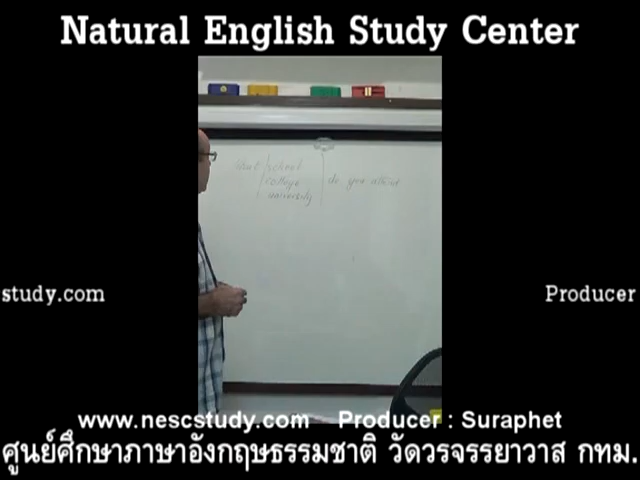 Natural English Study Center
What school
college do you attend
university
study.com
Producer
www.nescstudy.com Producer : Suraphet
ศูนย์ศึกษาภาษาอังกฤษธรรมชาติ วัดวรจรรยาวาส กทม.